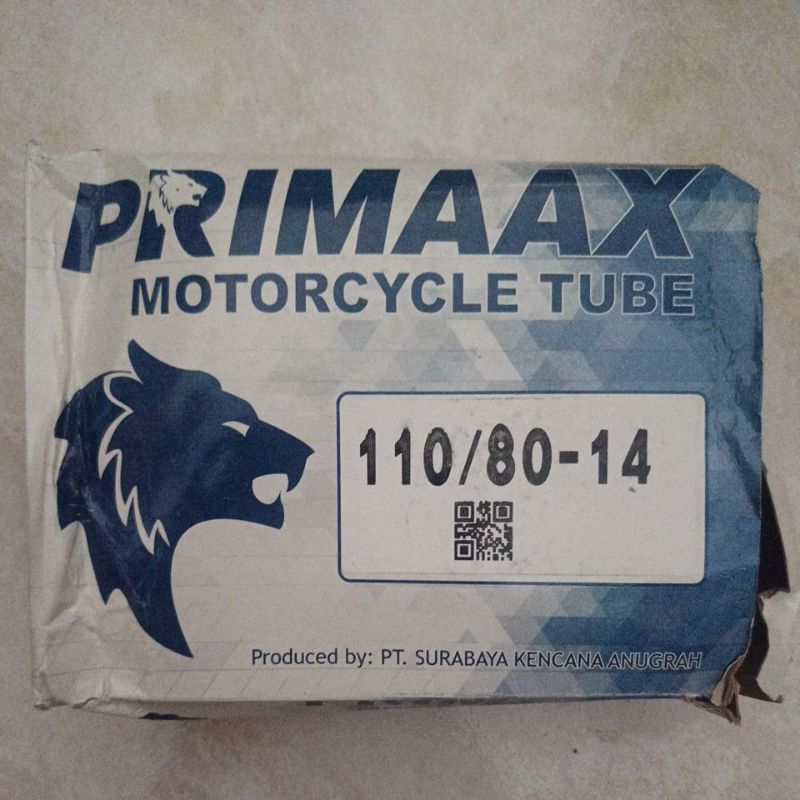 PRIMAAX
MOTORCYCLE TUBE
110/80-14
Produced by: PT. SURABAYA KENCANA ANUGRAH